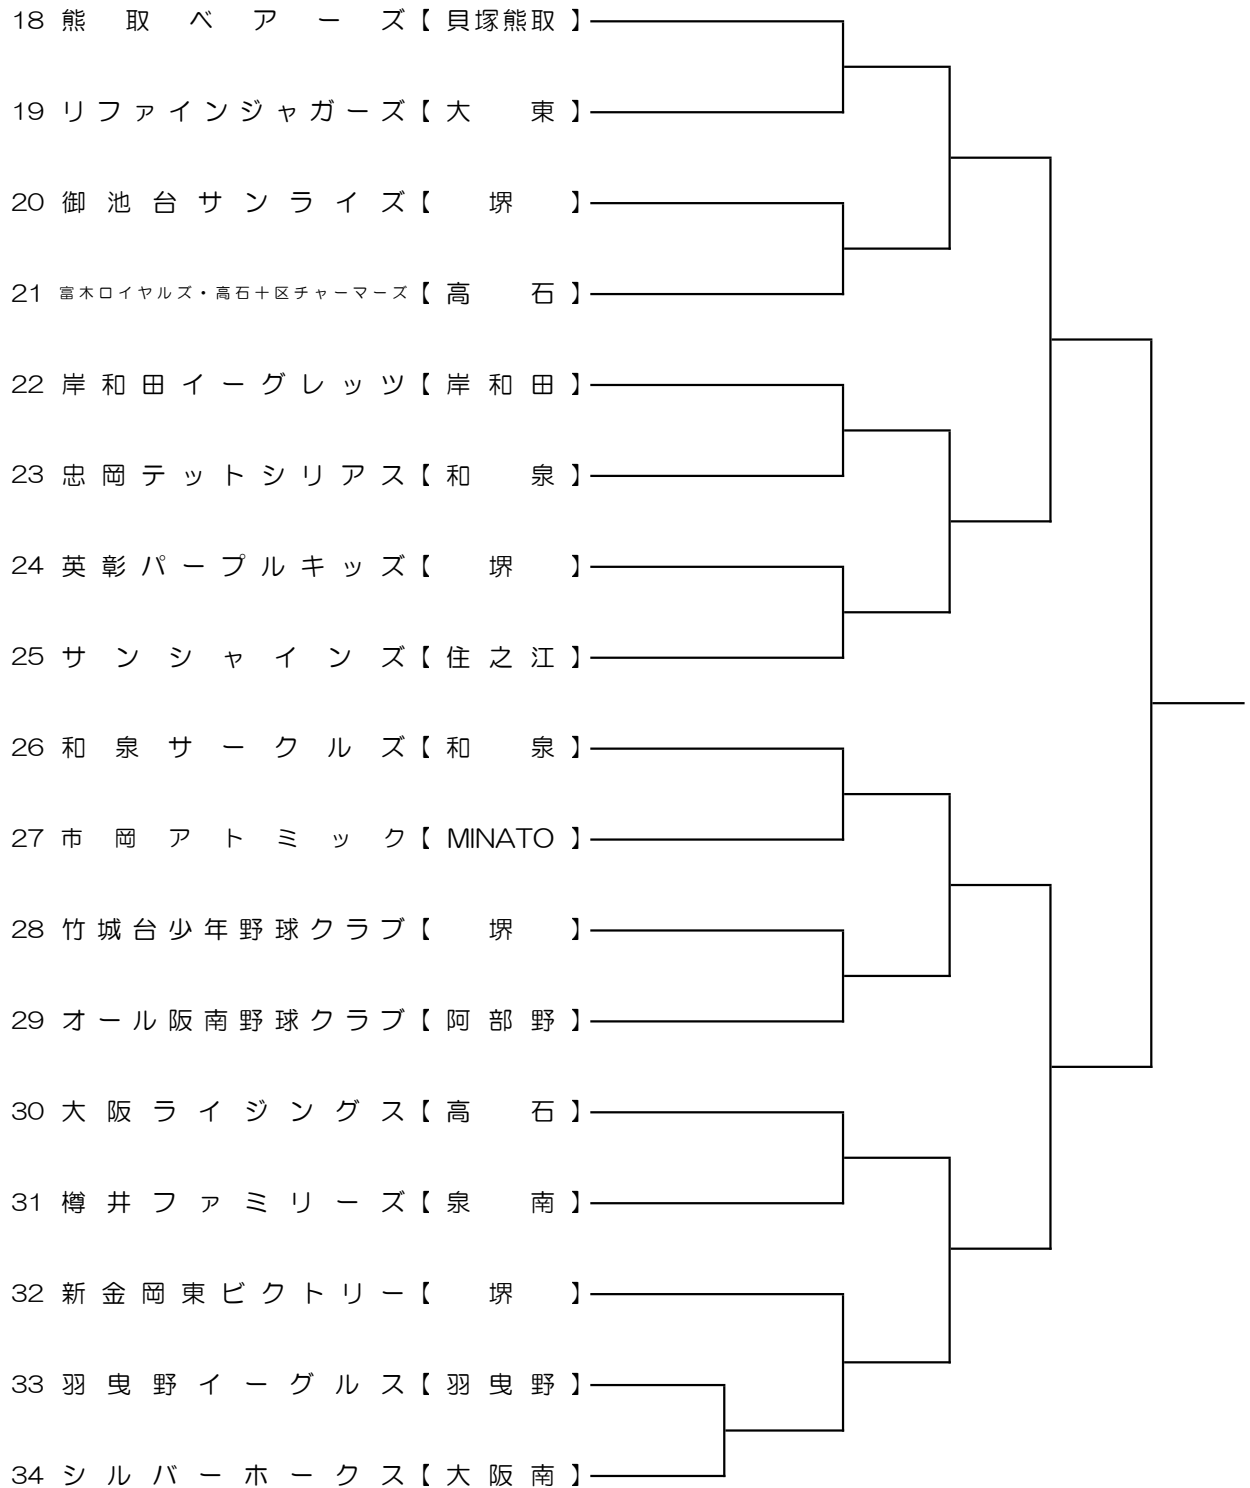 18 熊取ベアーズ【貝塚熊取】
19 リファインジャガーズ【大東】
20 御池台サンライズ【堺】
21 富木ロイヤルズ・高石十区チャーマーズ【高石】
22 岸和田イーグレッツ【岸和田】
23 忠岡テットシリアス【和泉】
24 英彰パープルキッズ【堺】
25 サンシャインズ【住之江】
26 和泉サークルズ【和泉】
27 市岡アトミック【MINATO】
28 竹城台少年野球クラブ【堺】
29 オール阪南野球クラブ【阿部野】
30 大阪ライジングス【高石】
31 樽井ファミリーズ【泉南】
32 新金岡東ビクトリー【堺】
33 羽曳野イーグルス【羽曳野】
34 シルバーホークス【大阪南】